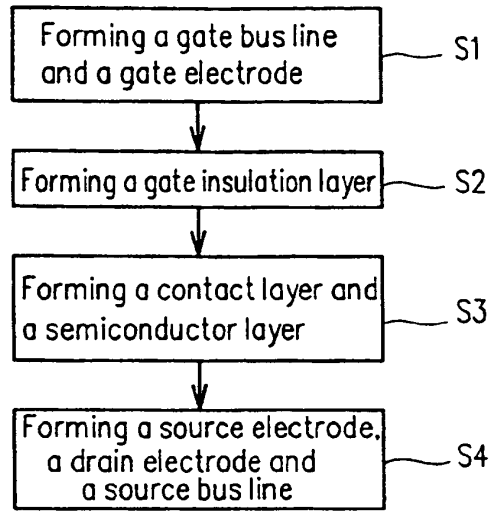 Forming a gate bus line
and a gate electrode
S1
Forming a gate insulation layer
S2
Forming a contact layer and
a semiconductor layer
S3
Forming a source electrode,
a drain electrode and
a source bus line
S4